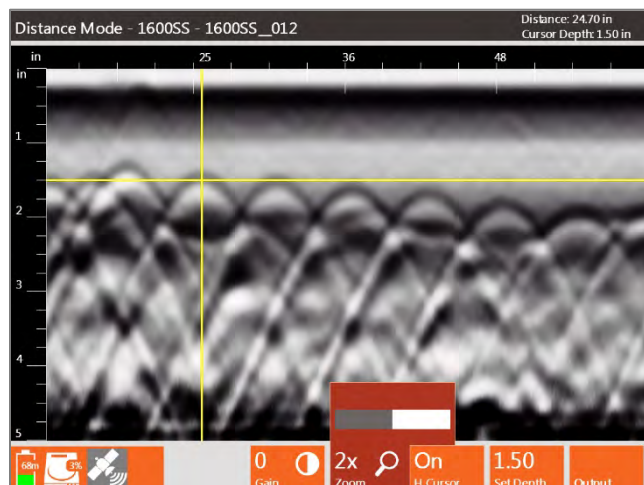 Distance Mode - 1600SS - 1600SS__012
Distance: 24.70 in
Cursor Depth: 1.50 in
in 25 36 48
in
1
2
3
4
5
68m 3% 0 2x On 1.50
Gain Zoom H.Cursor Set Depth Output